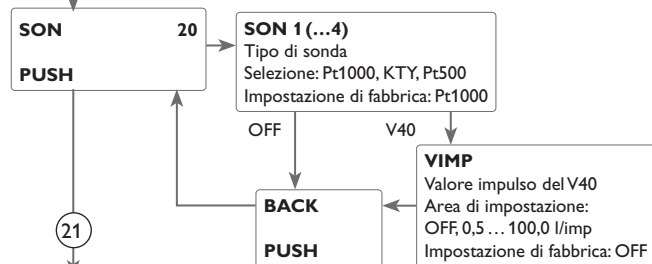 SON 20
PUSH
SON 1 (...4)
Tipo di sonda
Selezione: Pt1000, KTY, Pt500
Impostazione di fabbrica: Pt1000
OFF
V40
VIMP
Valore impulso del V40
Area di impostazione:
OFF, 0,5 ... 100,0 l/imp
Impostazione di fabbrica: OFF
BACK
PUSH
21